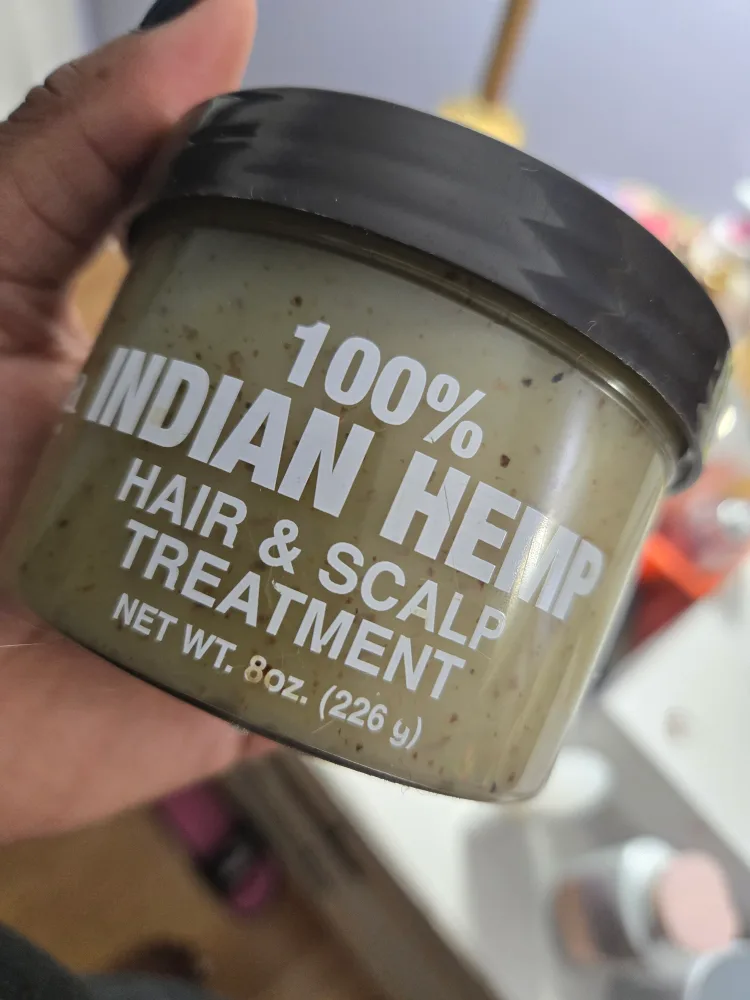 100%
INDIAN HEMP
HAIR & SCALP
TREATMENT
NET WT. 8oz. (226 g)